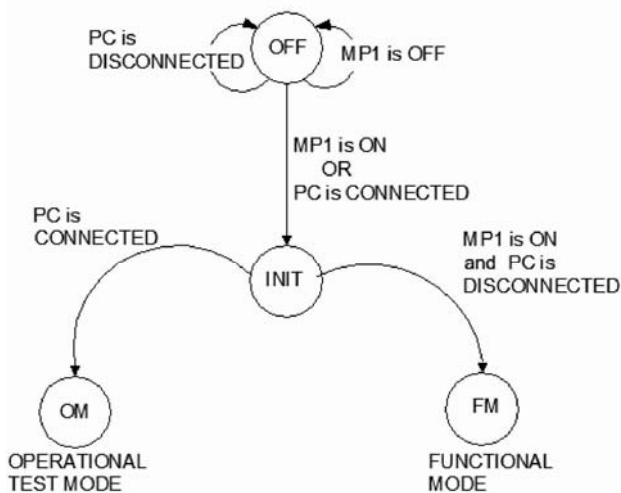 PC is
DISCONNECTED
OFF
MP1 is OFF
MP1 is ON
OR
PC is CONNECTED
PC is
CONNECTED
INIT
MP1 is ON
and PC is
DISCONNECTED
OM
FM
OPERATIONAL
TEST MODE
FUNCTIONAL
MODE